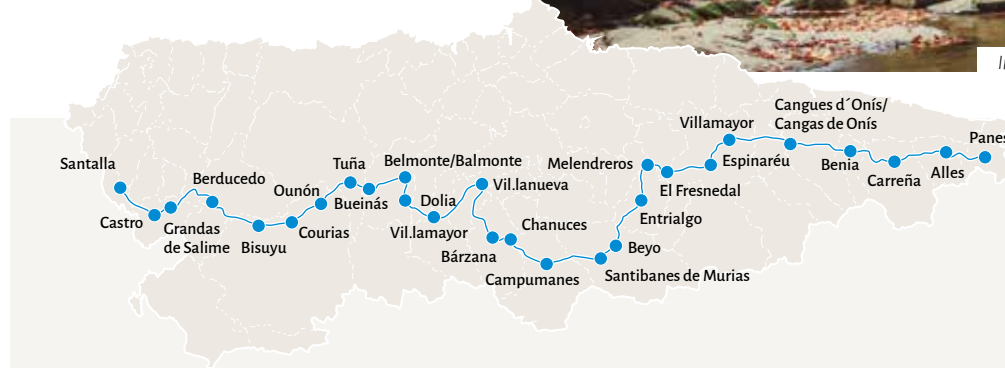 Cangues d´Onís/
Cangas de Onís
Villamayor
Panes
Santalla
Tuña
Belmonte/Balmonte
Melendreros
Espinaréu
Benia
Alles
Carreña
Berducedo
Ounón
Bueinás
Dolia
Vil.lanueva
El Fresnedal
Castro
Grandas
de Salime
Bisuyu
Courias
Vil.lamayor
Chanuces
Entrialgo
Bárzana
Beyo
Campumanes
Santibanes de Murias